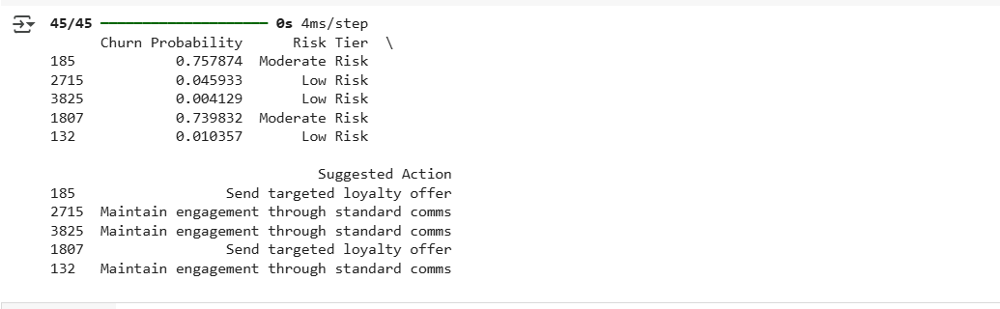 45/45 ━━━━━━━━━━━━━━━━━━━━ 0s 4ms/step
      Churn Probability      Risk Tier  \
185            0.757874  Moderate Risk
2715           0.045933       Low Risk
3825           0.004129       Low Risk
1807           0.739832  Moderate Risk
132            0.010357       Low Risk

                                Suggested Action
185                  Send targeted loyalty offer
2715  Maintain engagement through standard comms
3825  Maintain engagement through standard comms
1807                 Send targeted loyalty offer
132   Maintain engagement through standard comms